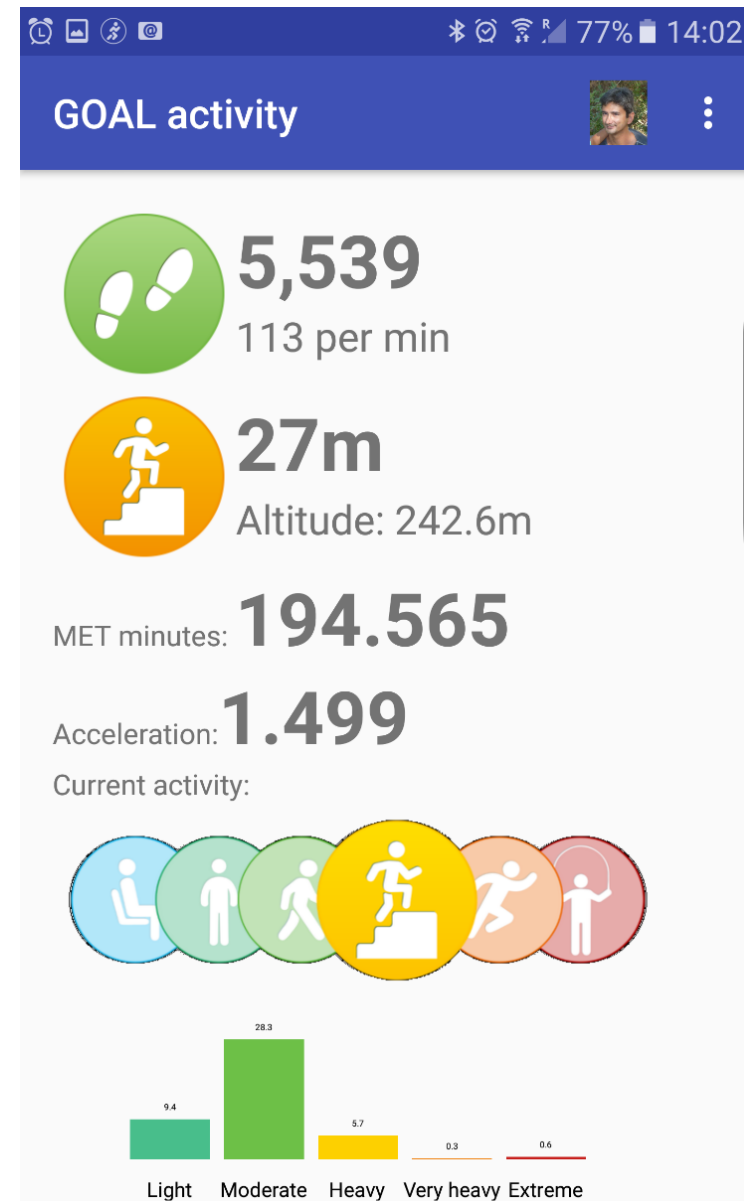 R 77% 14:02
GOAL activity
5,539
113 per min
27m
Altitude: 242.6m
MET minutes: 194.565
Acceleration: 1.499
Current activity:
28.3
9.4
5.7
0.3
0.6
Light Moderate Heavy Very heavy Extreme